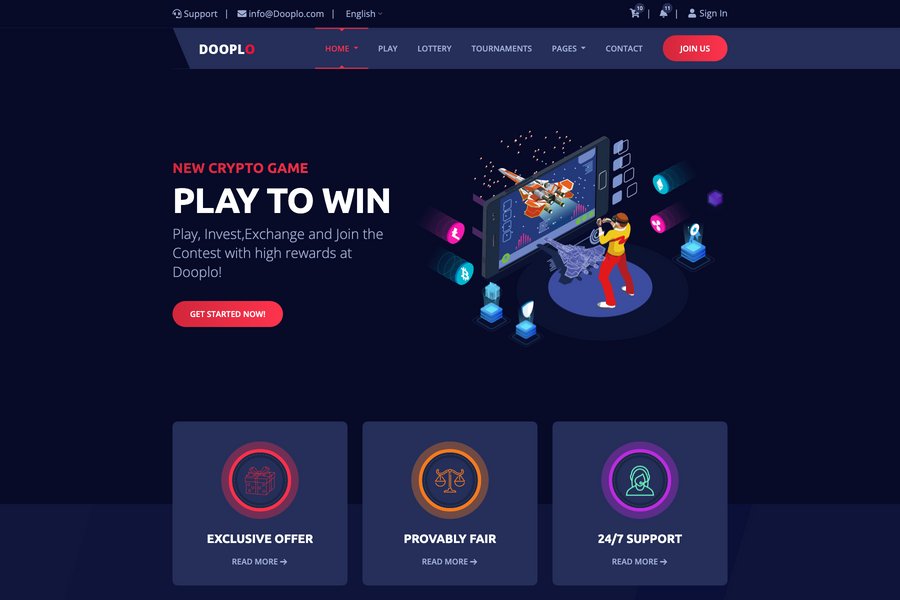 Support | info@Dooplo.com | English
10 | 11 | Sign In
DOOPLO
HOME PLAY LOTTERY TOURNAMENTS PAGES CONTACT JOIN US
NEW CRYPTO GAME
PLAY TO WIN
Play, Invest,Exchange and Join the
Contest with high rewards at
Dooplo!
GET STARTED NOW!
EXCLUSIVE OFFER
READ MORE
PROVABLY FAIR
READ MORE
24/7 SUPPORT
READ MORE